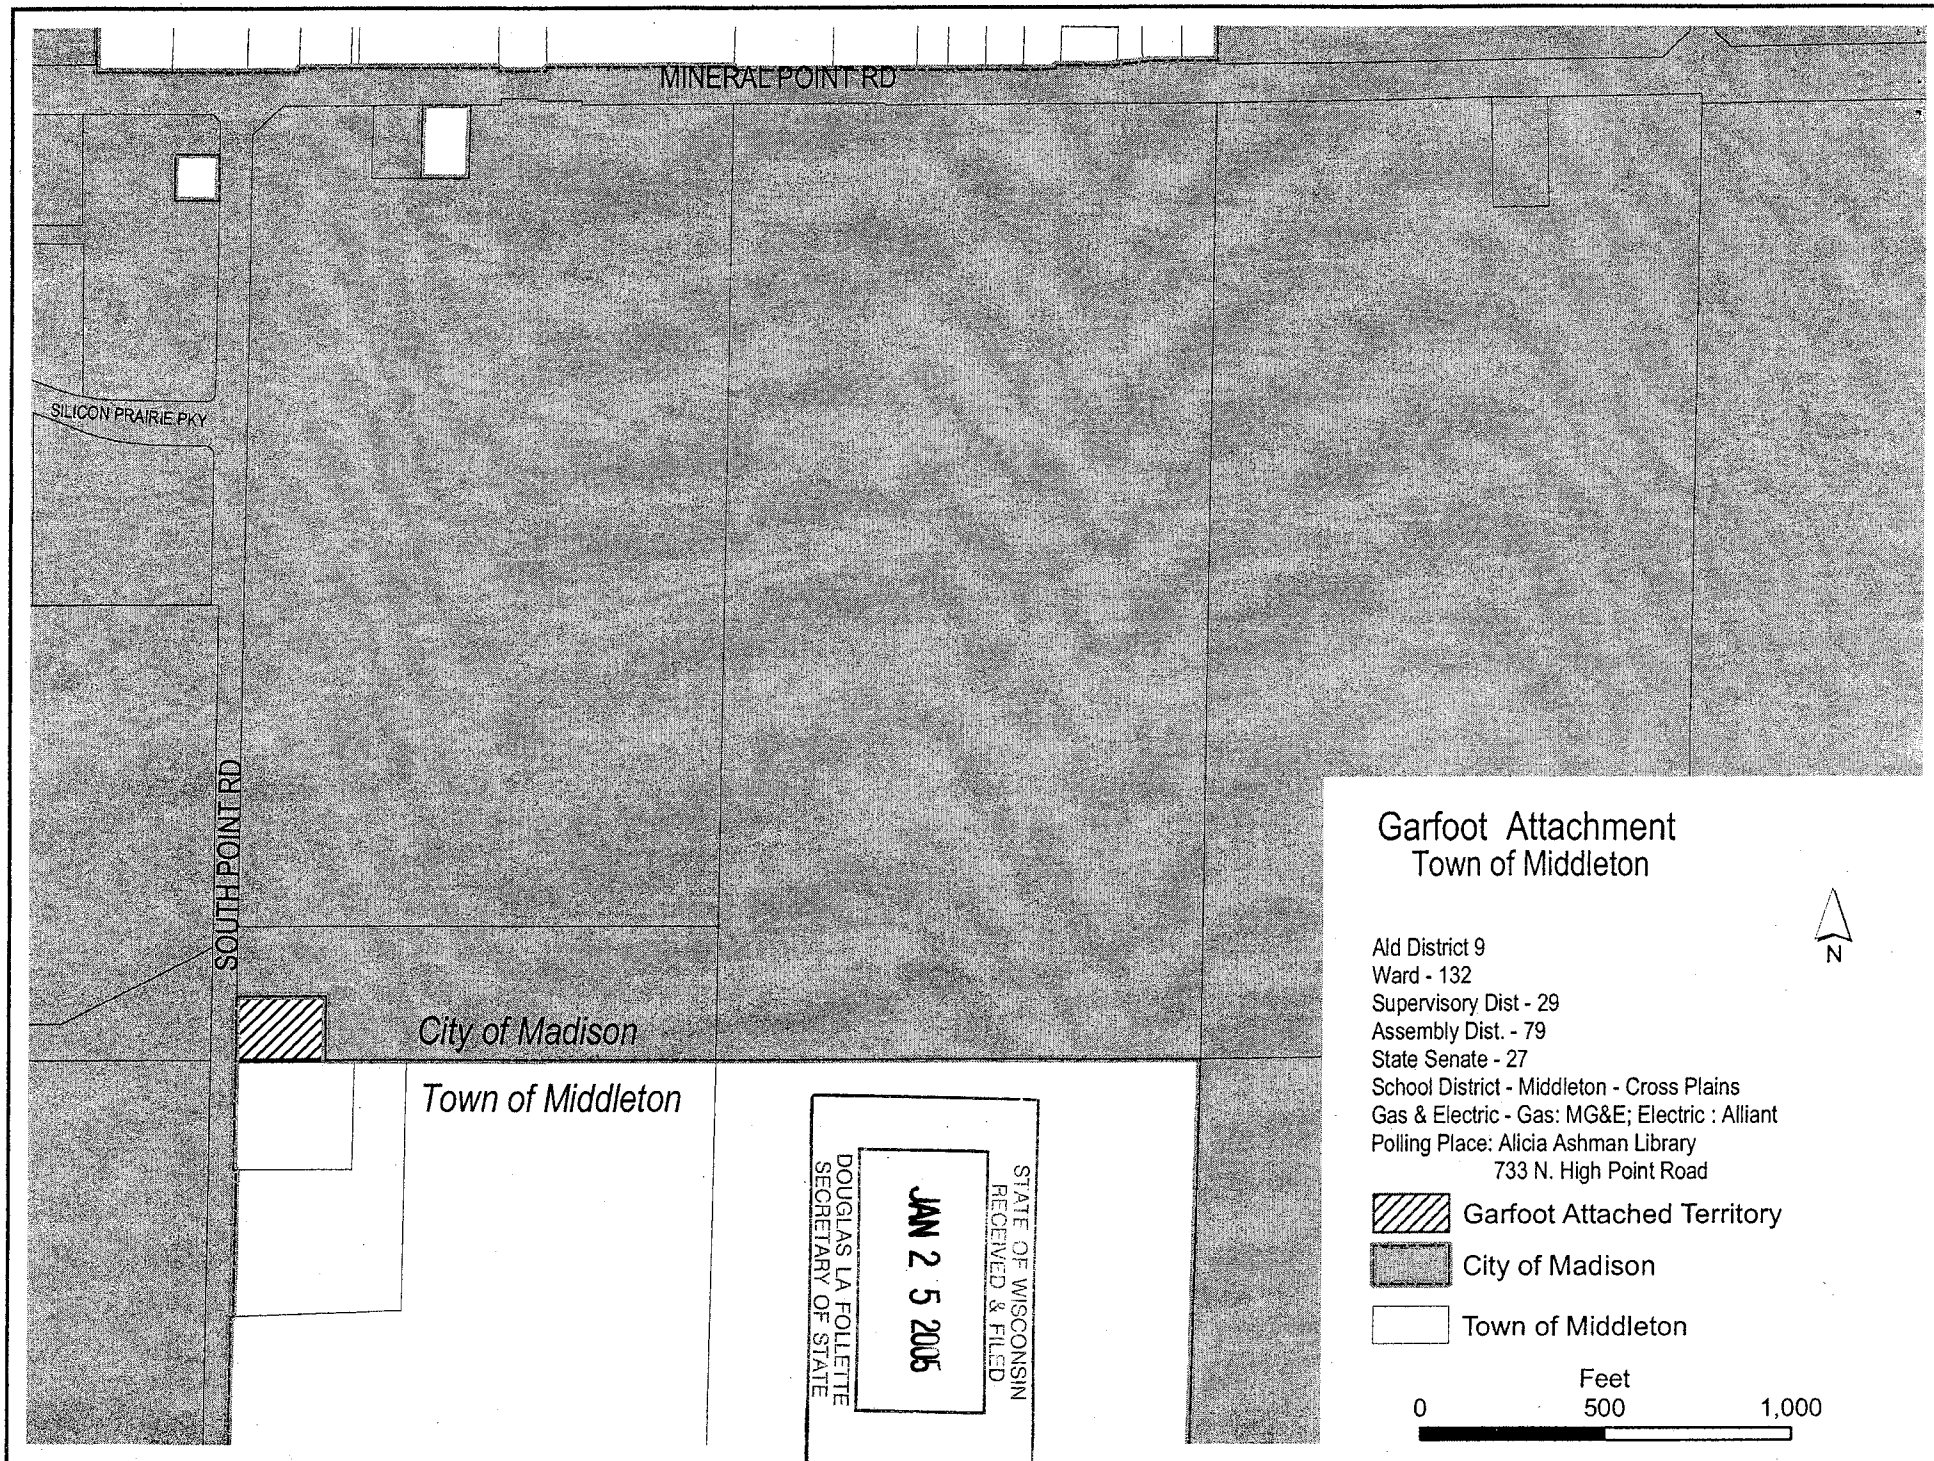 MINERAL POINT RD
SILICON PRAIRIE PKY
SOUTH POINT RD
City of Madison
Town of Middleton
Garfoot Attachment
Town of Middleton
N
Ald District 9
Ward - 132
Supervisory Dist - 29
Assembly Dist. - 79
State Senate - 27
School District - Middleton - Cross Plains
Gas & Electric - Gas: MG&E; Electric : Alliant
Polling Place: Alicia Ashman Library
733 N. High Point Road
Garfoot Attached Territory
City of Madison
Town of Middleton
Feet
0 500 1,000
STATE OF WISCONSIN
RECEIVED & FILED
JAN 25 2006
DOUGLAS LA FOLLETTE
SECRETARY OF STATE